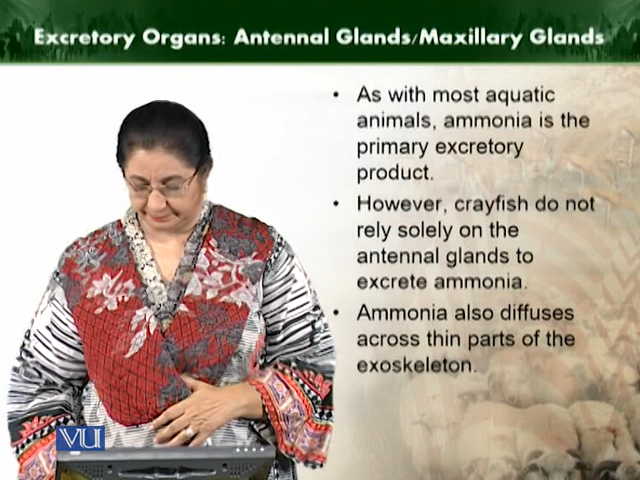 Excretory Organs: Antennal Glands/Maxillary Glands
• As with most aquatic
animals, ammonia is the
primary excretory
product.
• However, crayfish do not
rely solely on the
antennal glands to
excrete ammonia.
• Ammonia also diffuses
across thin parts of the
exoskeleton.
VU